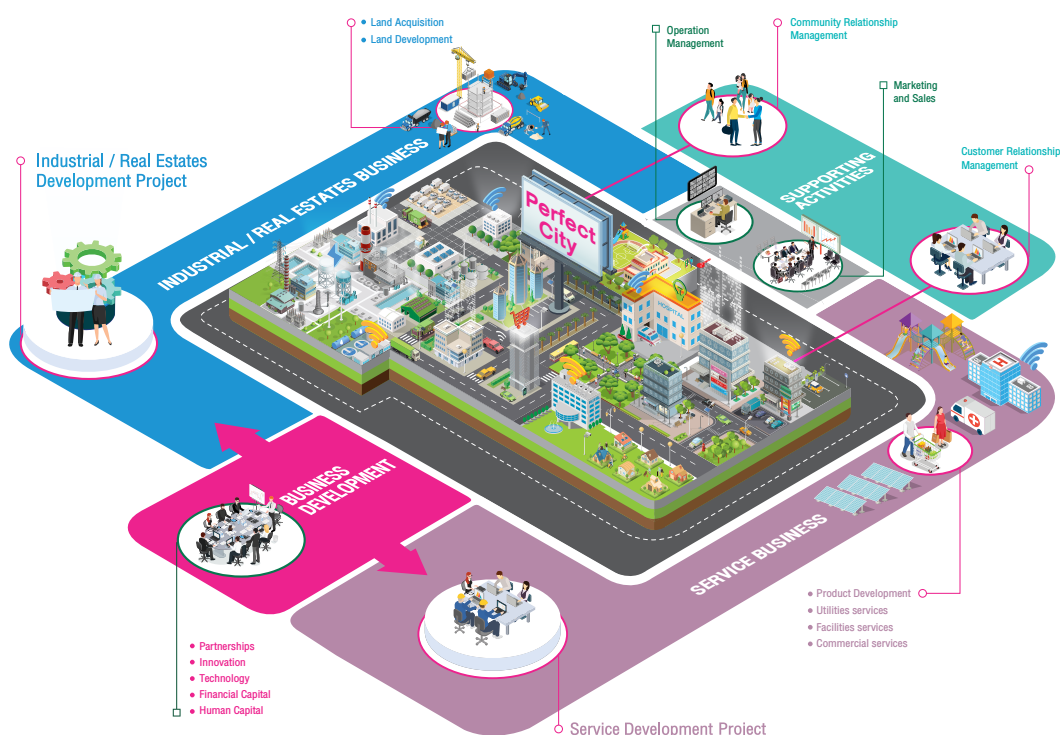 • Land Acquisition
• Land Development
Operation
Management
Community Relationship
Management
Marketing
and Sales
Customer Relationship
Management
Industrial / Real Estates
Development Project
INDUSTRIAL / REAL ESTATES BUSINESS
SUPPORTING
ACTIVITIES
Perfect
City
HOSPITAL
H
H
BUSINESS
DEVELOPMENT
SERVICE BUSINESS
• Product Development
• Utilities services
• Facilities services
• Commercial services
• Partnerships
• Innovation
• Technology
• Financial Capital
• Human Capital
Service Development Project